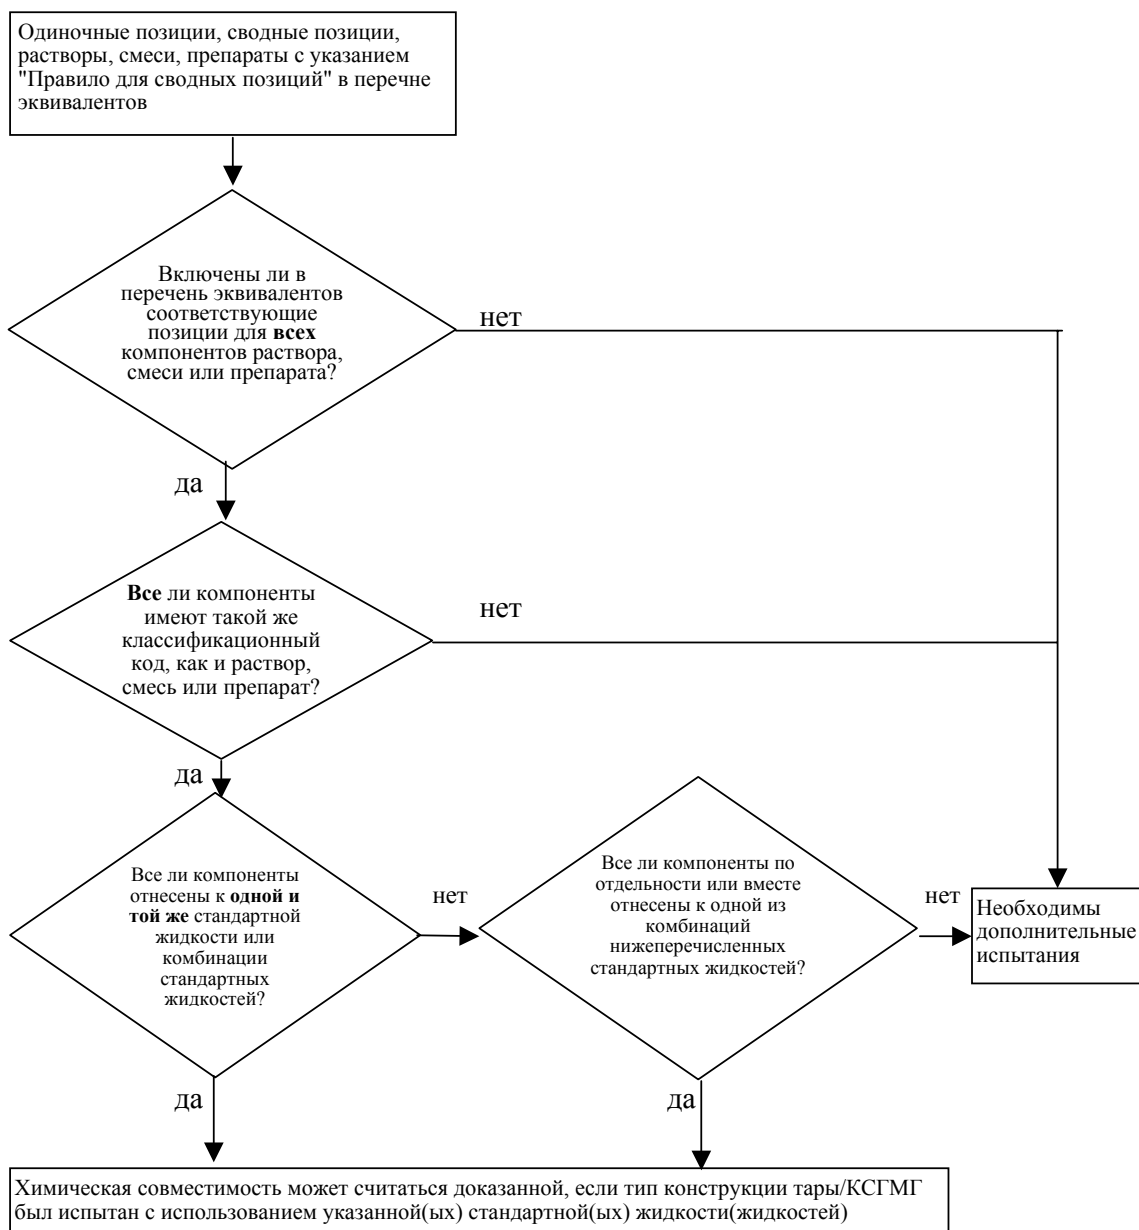 Одиночные позиции, сводные позиции,
растворы, смеси, препараты с указанием
"Правило для сводных позиций" в перечне
эквивалентов
Включены ли в
перечень эквивалентов
соответствующие
позиции для всех
компонентов раствора,
смеси или препарата?
нет
да
Все ли компоненты
имеют такой же
классификационный
код, как и раствор,
смесь или препарат?
нет
да
Все ли компоненты
отнесены к одной и
той же стандартной
жидкости или
комбинации
стандартных
жидкостей?
нет
Все ли компоненты по
отдельности или вместе
отнесены к одной из
комбинаций
нижеперечисленных
стандартных жидкостей?
нет
Необходимы
дополнительные
испытания
да
да
Химическая совместимость может считаться доказанной, если тип конструкции тары/КСГМГ
был испытан с использованием указанной(ых) стандартной(ых) жидкости(жидкостей)